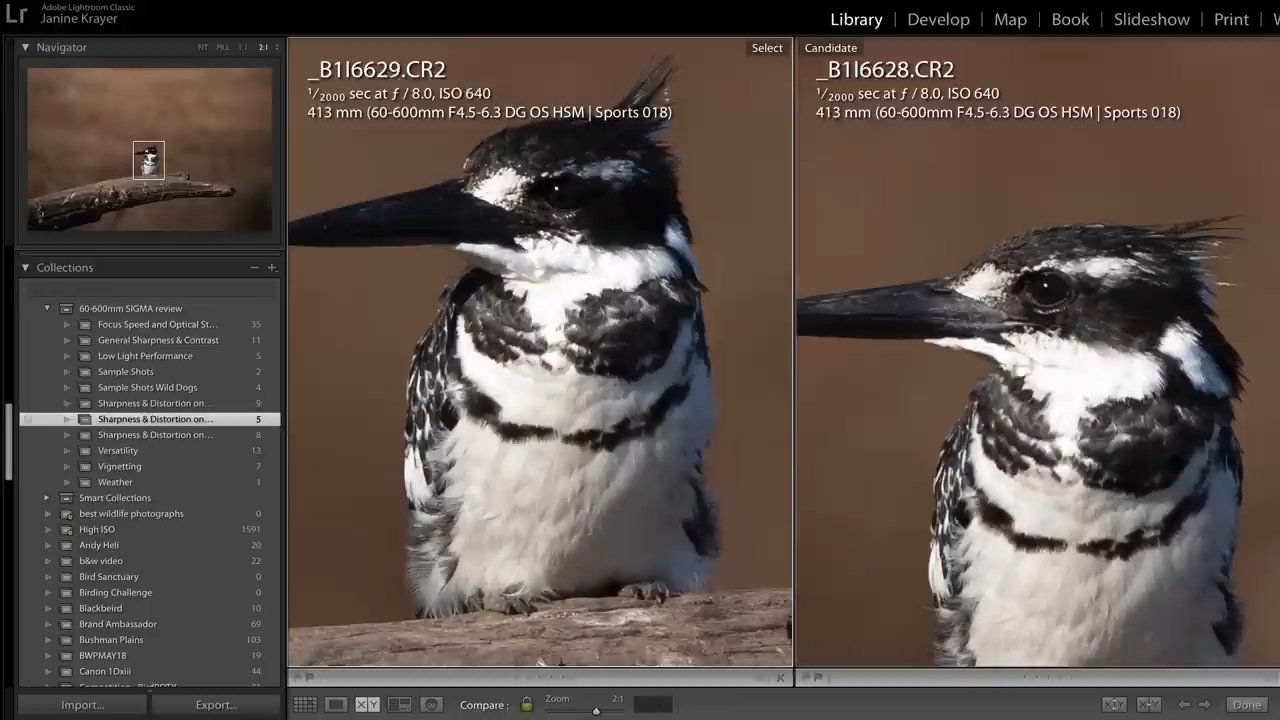 Lr
Adobe Lightroom Classic
Janine Krayer
Library | Develop | Map | Book | Slideshow | Print |
Navigator FIT FILL 1:1 2:1
Collections
60-600mm SIGMA review
Focus Speed and Optical St... 35
General Sharpness & Contrast 11
Low Light Performance 5
Sample Shots 2
Sample Shots Wild Dogs 4
Sharpness & Distortion on... 9
Sharpness & Distortion on... 5
Sharpness & Distortion on... 8
Versatility 13
Vignetting 7
Weather 1
Smart Collections
best wildlife photographs 0
High ISO 1591
Andy Heli 20
b&w video 22
Bird Sanctuary 0
Birding Challenge 0
Blackbeird 10
Brand Ambassador 69
Bushman Plains 103
BWPMAY18 19
Canon 1Dxiii 44
Import... Export...
Select
_B1I6629.CR2
1/2000 sec at ƒ / 8.0, ISO 640
413 mm (60-600mm F4.5-6.3 DG OS HSM | Sports 018)
Candidate
_B1I6628.CR2
1/2000 sec at ƒ / 8.0, ISO 640
413 mm (60-600mm F4.5-6.3 DG OS HSM | Sports 018)
XY Compare : Zoom 2:1 Done